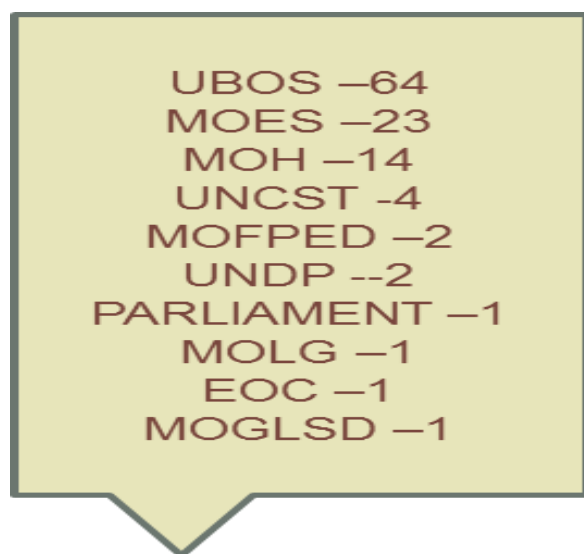 UBOS –64
MOES –23
MOH –14
UNCST -4
MOFPED –2
UNDP --2
PARLIAMENT –1
MOLG –1
EOC –1
MOGLSD –1